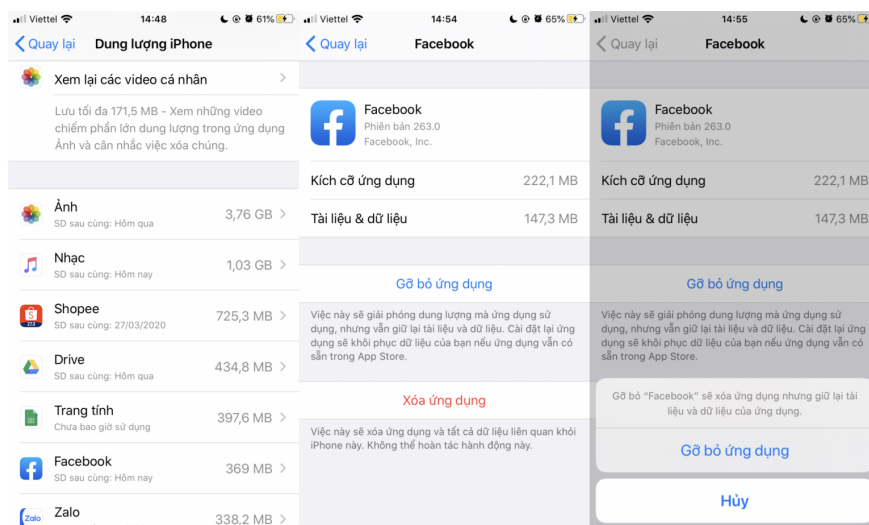 Viettel 14:48 61%
Quay lại Dung lượng iPhone
Xem lại các video cá nhân
Lưu tối đa 171,5 MB - Xem
những video
chiếm phần lớn dung lượng trong ứng dụng
Ảnh và cân nhắc việc xóa chúng.
Ảnh
3,76 GB
SD sau cùng: Hôm qua
Nhạc
1,03 GB
SD sau cùng: Hôm nay
Shopee
725,3 MB
SD sau cùng: 27/03/2020
Drive
434,8 MB
SD sau cùng: Hôm qua
Trang tính
397,6 MB
Chưa bao giờ sử dụng
Facebook
369 MB
SD sau cùng: Hôm nay
Zalo
Zalo
338,2 MB
Viettel 14:54 65%
Quay lại Facebook
Facebook
Phiên bản 263.0
Facebook, Inc.
Kích cỡ ứng dụng 222,1 MB
Tài liệu & dữ liệu 147,3 MB
Gỡ bỏ ứng dụng
Việc này sẽ giải phóng dung lượng mà ứng dụng sử
dụng, nhưng vẫn giữ lại tài liệu và dữ liệu. Cài đặt lại ứng
dụng sẽ khôi phục dữ liệu của bạn nếu ứng dụng vẫn có
sẵn trong App Store.
Xóa ứng dụng
Việc này sẽ xóa ứng dụng và tất cả dữ liệu liên quan khỏi
iPhone này. Không thể hoàn tác hành động này.
Viettel 14:55 65%
Quay lại Facebook
Facebook
Phiên bản 263.0
Facebook, Inc.
Kích cỡ ứng dụng 222,1 MB
Tài liệu & dữ liệu 147,3 MB
Gỡ bỏ ứng dụng
Việc này sẽ giải phóng dung lượng mà ứng dụng sử
dụng, nhưng vẫn giữ lại tài liệu và dữ liệu. Cài đặt lại ứng
dụng sẽ khôi phục dữ liệu của bạn nếu ứng dụng vẫn có
sẵn trong App Store.
Gỡ bỏ "Facebook" sẽ xóa ứng dụng nhưng giữ lại tài
liệu và dữ liệu của ứng dụng.
Gỡ bỏ ứng dụng
Hủy